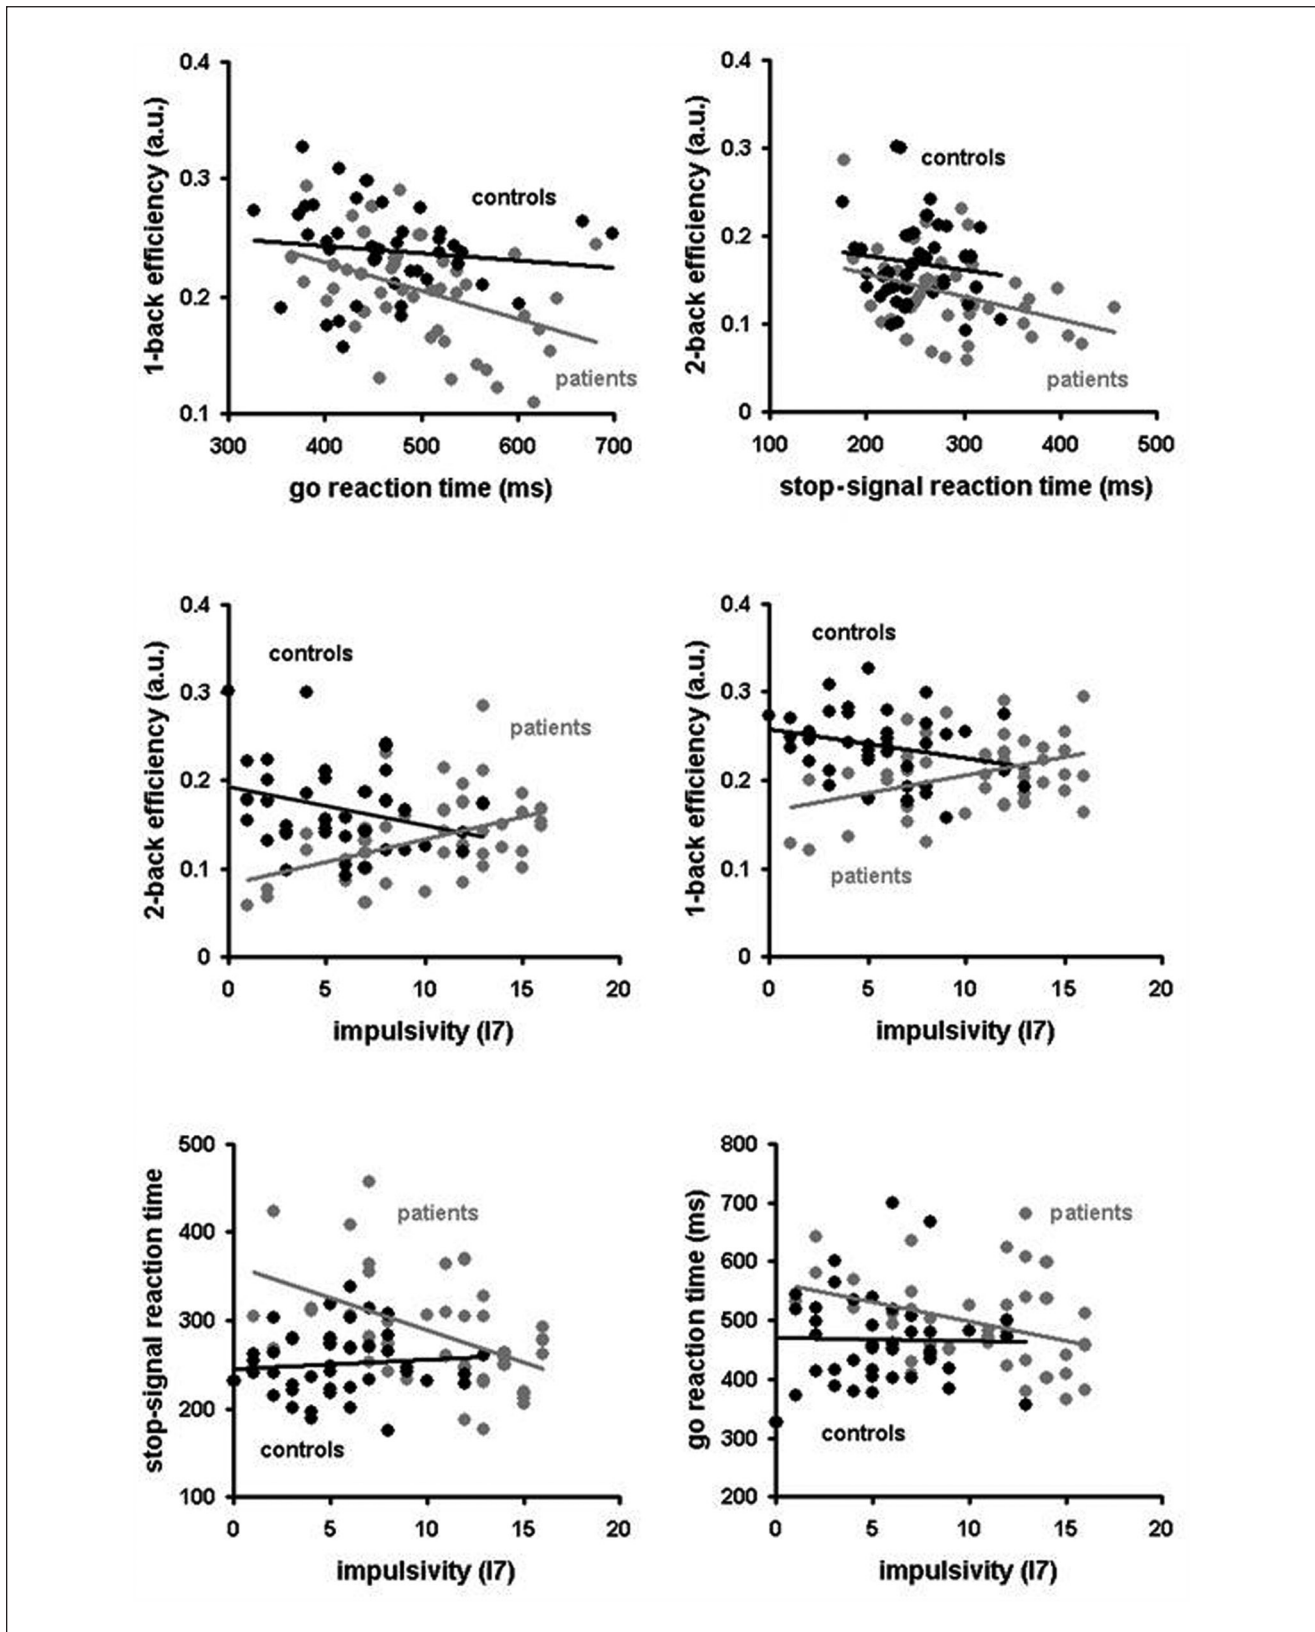 0.4
0.3
0.2
0.1
1-back efficiency (a.u.)
controls
patients
300 400 500 600 700
go reaction time (ms)
0.4
0.3
0.2
0.1
0
2-back efficiency (a.u.)
controls
patients
100 200 300 400 500
stop-signal reaction time (ms)
0.4
0.3
0.2
0.1
0
2-back efficiency (a.u.)
controls
patients
0 5 10 15 20
impulsivity (I7)
0.4
0.3
0.2
0.1
0
1-back efficiency (a.u.)
controls
patients
0 5 10 15 20
impulsivity (I7)
500
400
300
200
100
stop-signal reaction time
patients
controls
0 5 10 15 20
impulsivity (I7)
800
700
600
500
400
300
200
go reaction time (ms)
patients
controls
0 5 10 15 20
impulsivity (I7)